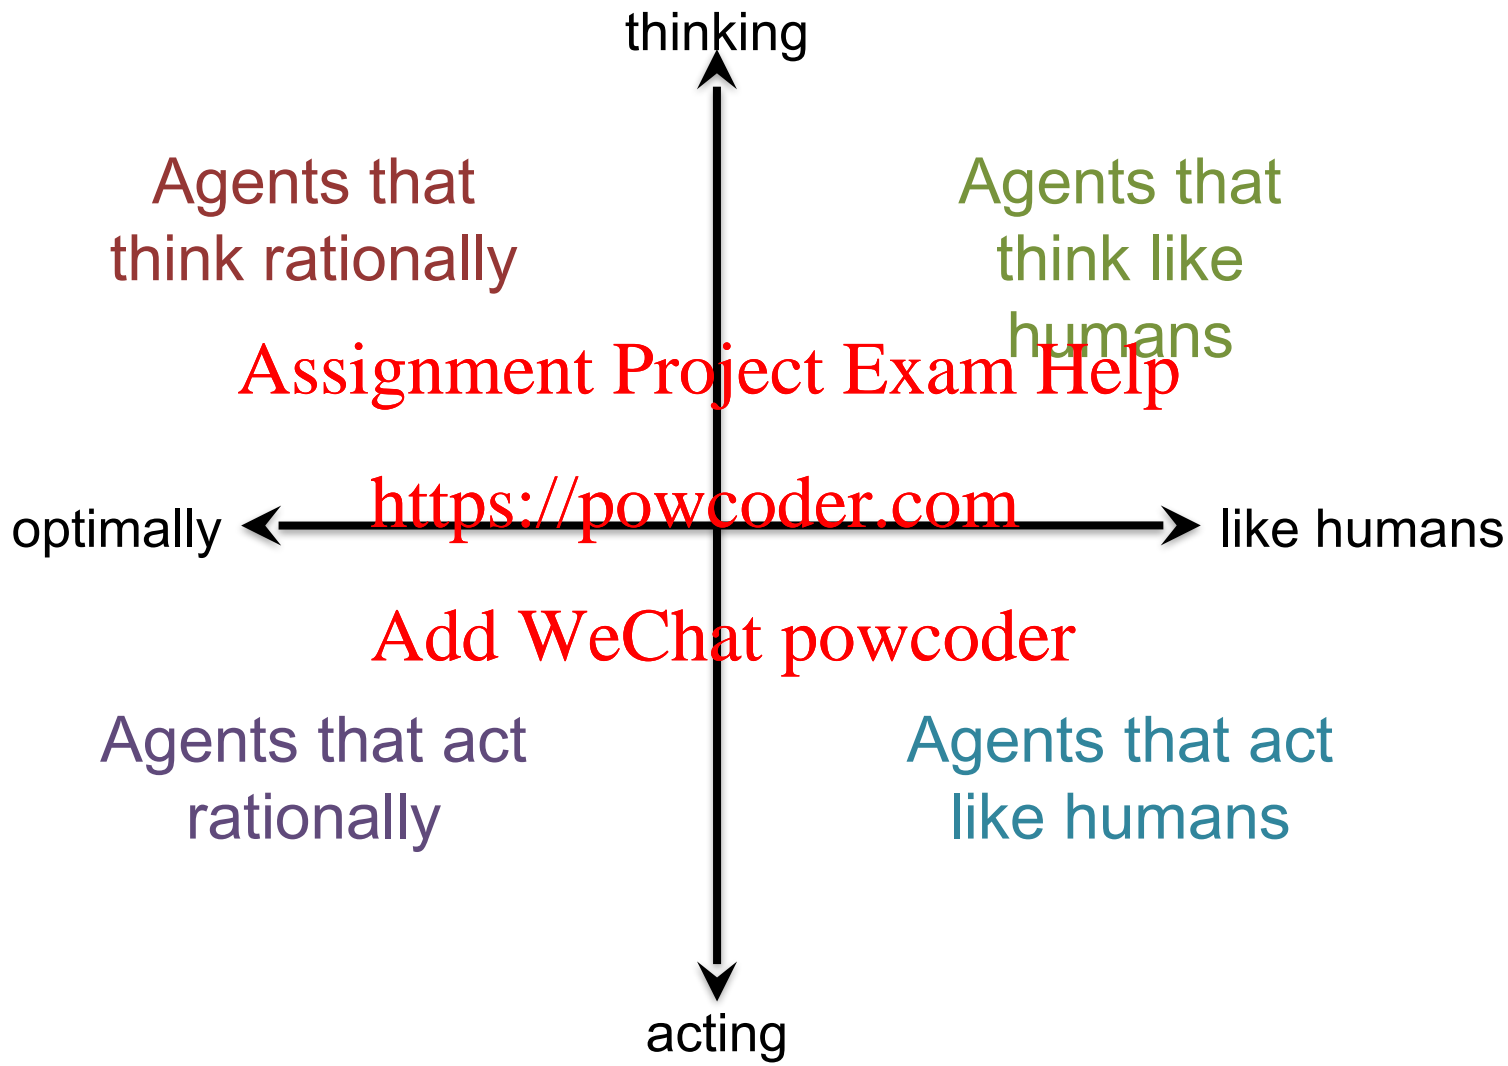 thinking
Agents that
think rationally
Agents that
think like
humans
Assignment Project Exam Help
https://powcoder.com
optimally
like humans
Add WeChat powcoder
Agents that act
rationally
Agents that act
like humans
acting